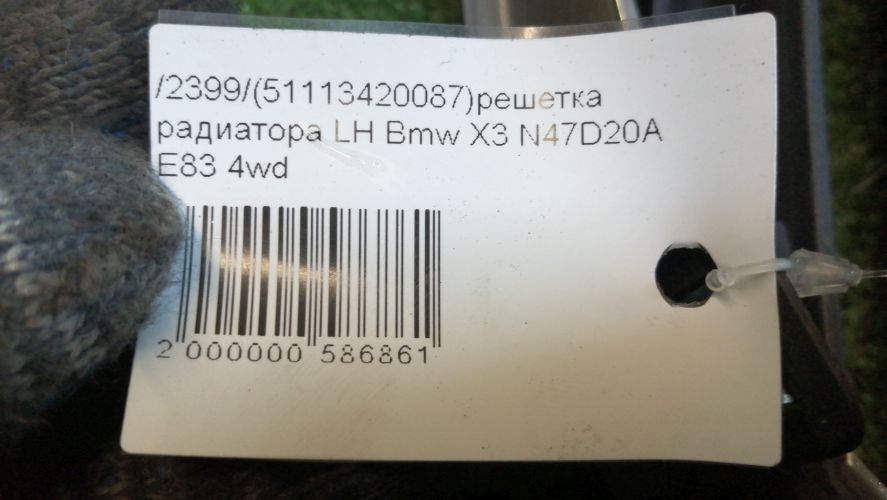 /2399/(51113420087)решетка
радиатора LH Bmw X3 N47D20A
E83 4wd
2 000000 586861